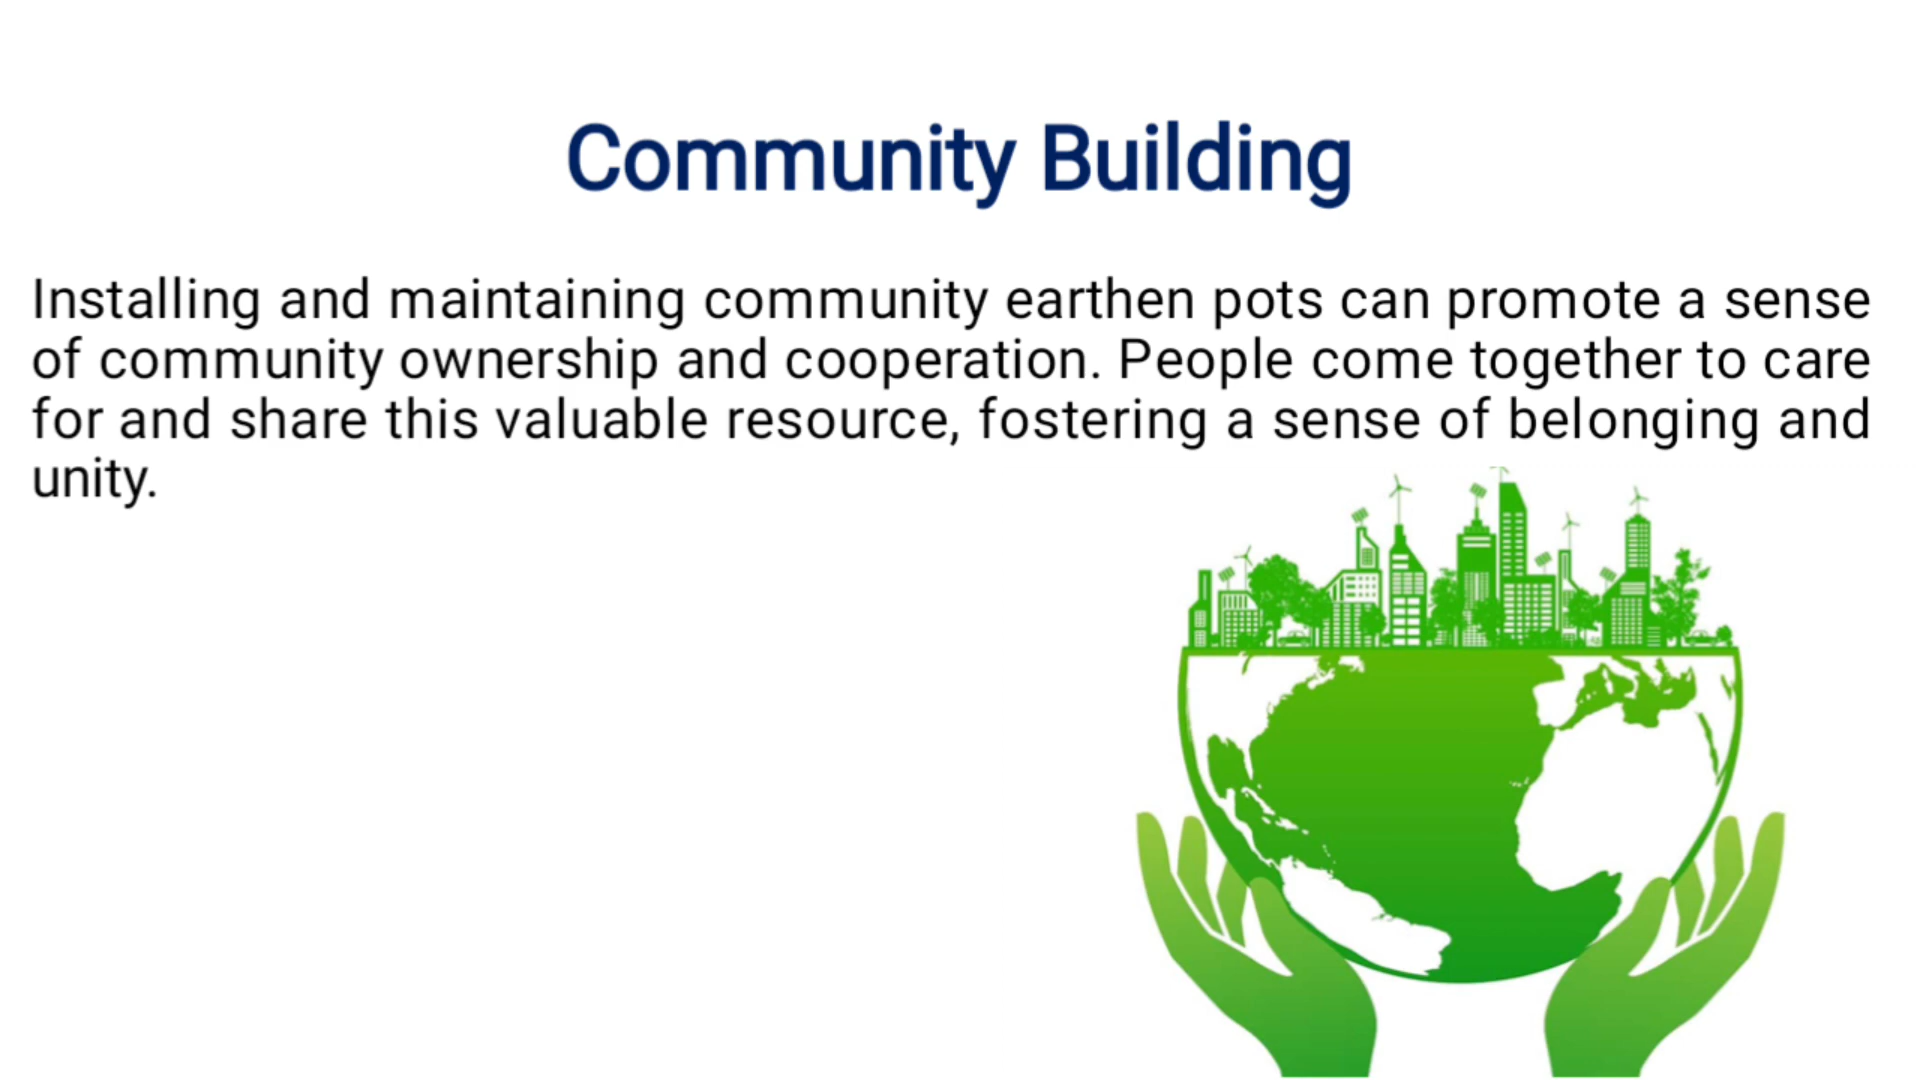 Community Building
Installing and maintaining community earthen pots can promote a sense
of community ownership and cooperation. People come together to care
for and share this valuable resource, fostering a sense of belonging and
unity.